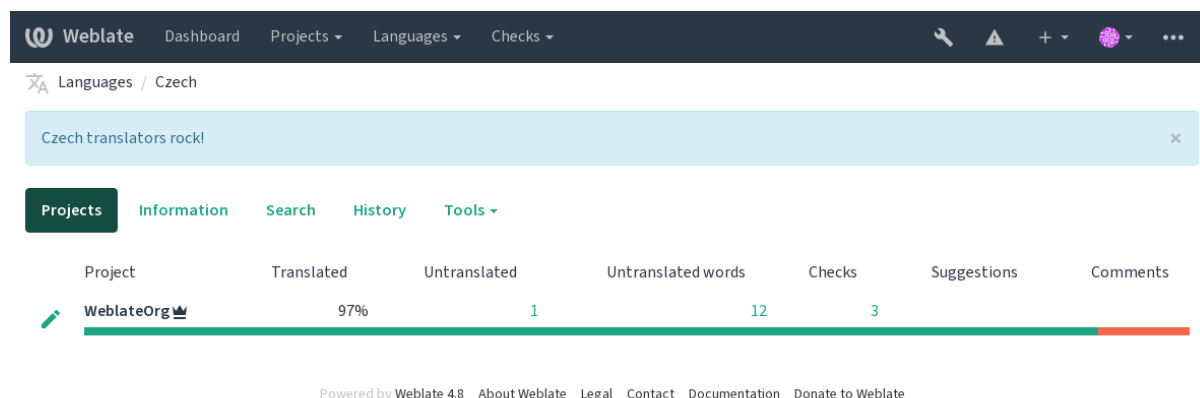 Weblate Dashboard Projects Languages Checks
Languages / Czech
Czech translators rock!
Projects Information Search History Tools
Project Translated Untranslated Untranslated words Checks Suggestions Comments
WeblateOrg 97% 1 12 3
Powered by Weblate 4.8 About Weblate Legal Contact Documentation Donate to Weblate